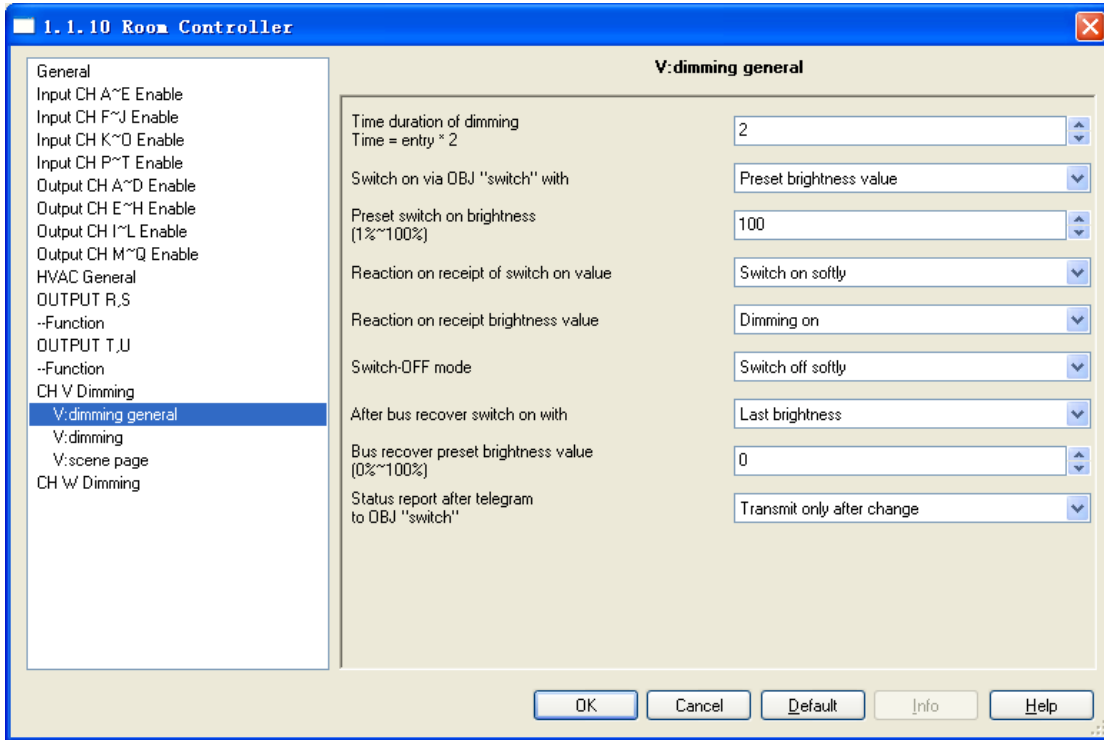 1.1.10 Room Controller
General
Input CH A~E Enable
Input CH F~J Enable
Input CH K~O Enable
Input CH P~T Enable
Output CH A~D Enable
Output CH E~H Enable
Output CH I~L Enable
Output CH M~Q Enable
HVAC General
OUTPUT R,S
--Function
OUTPUT T,U
--Function
CH V Dimming
V:dimming general
V:dimming
V:scene page
CH W Dimming
V:dimming general
Time duration of dimming
Time = entry * 2
2
Switch on via OBJ "switch" with
Preset brightness value
Preset switch on brightness
(1%~100%)
100
Reaction on receipt of switch on value
Switch on softly
Reaction on receipt brightness value
Dimming on
Switch-OFF mode
Switch off softly
After bus recover switch on with
Last brightness
Bus recover preset brightness value
(0%~100%)
0
Status report after telegram
to OBJ "switch"
Transmit only after change
OK
Cancel
Default
Info
Help